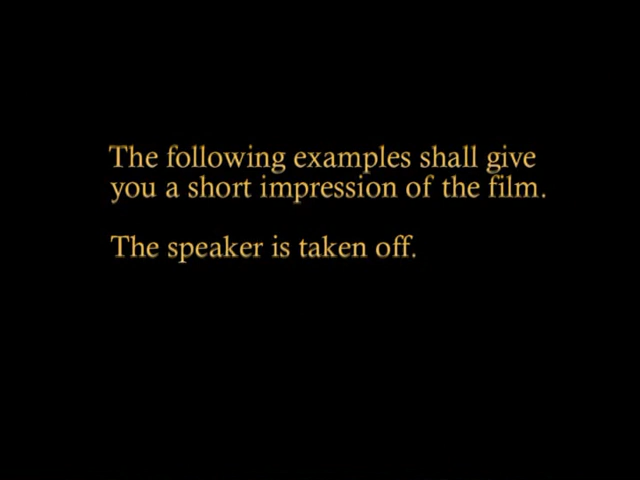 The following examples shall give
you a short impression of the film.
The speaker is taken off.